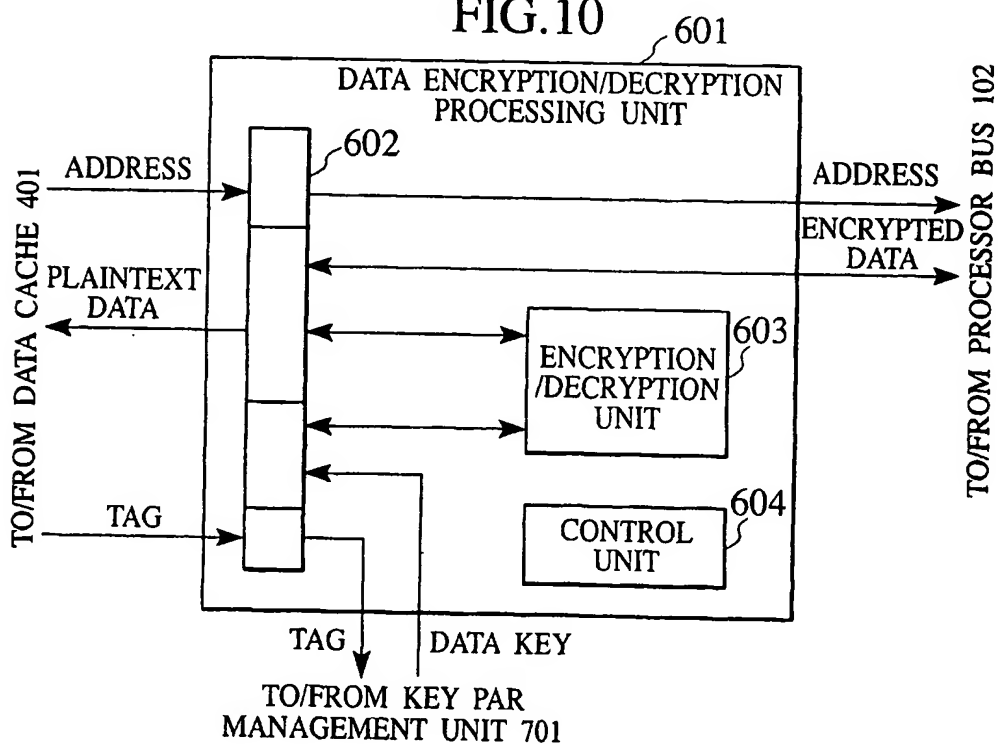 FIG.10
601
DATA ENCRYPTION/DECRYPTION
PROCESSING UNIT
602
ADDRESS
ADDRESS
ENCRYPTED
DATA
PLAINTEXT
DATA
603
ENCRYPTION
/DECRYPTION
UNIT
604
CONTROL
UNIT
TAG
TAG
DATA KEY
TO/FROM KEY PAR
MANAGEMENT UNIT 701
TO/FROM DATA CACHE 401
TO/FROM PROCESSOR BUS 102